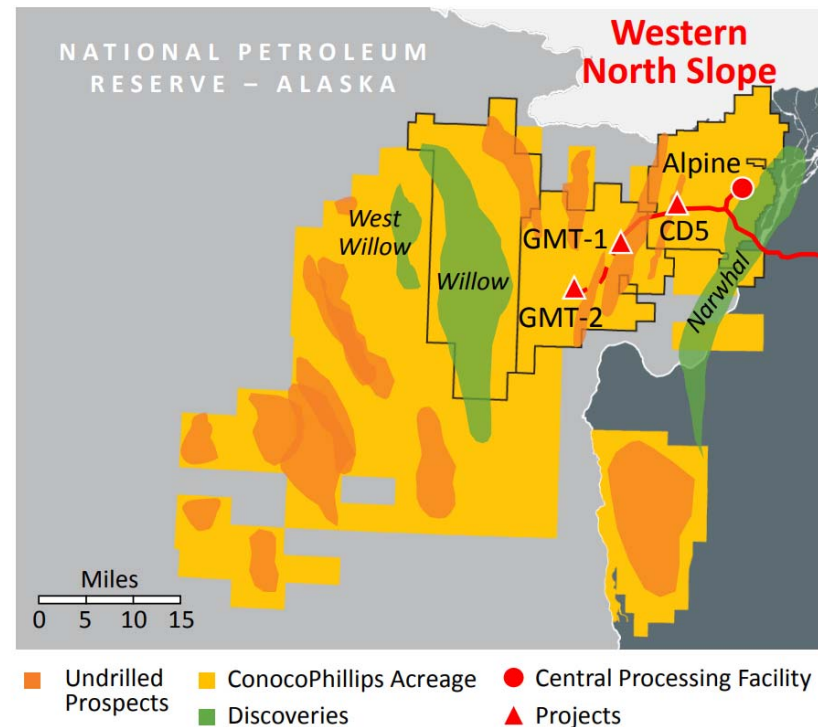 NATIONAL PETROLEUM
RESERVE – ALASKA
Western
North Slope
Alpine
West
Willow
Willow
GMT-1
CD5
GMT-2
Narwhal
Miles
0 5 10 15
Undrilled
Prospects
ConocoPhillips Acreage
Central Processing Facility
Discoveries
Projects